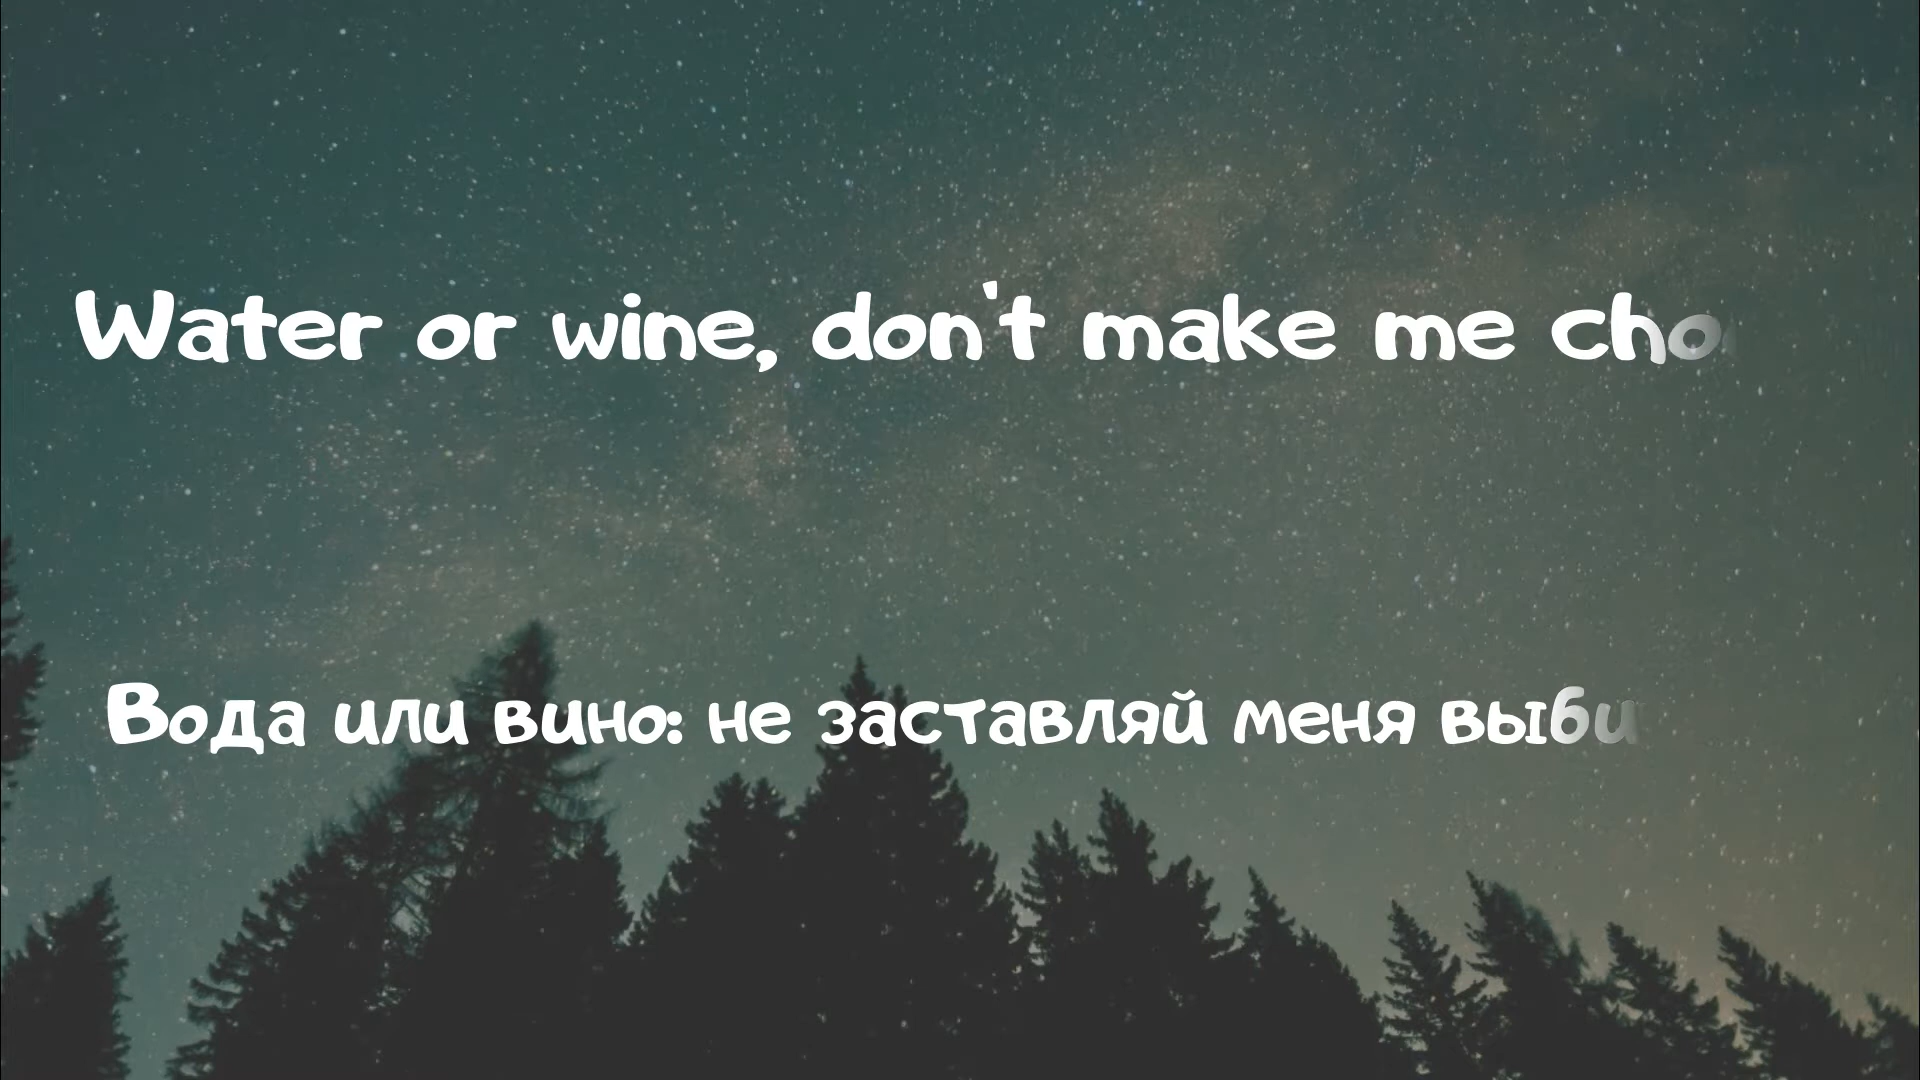 Water or wine, don't make me cho
Вода или вино: не заставляй меня выби